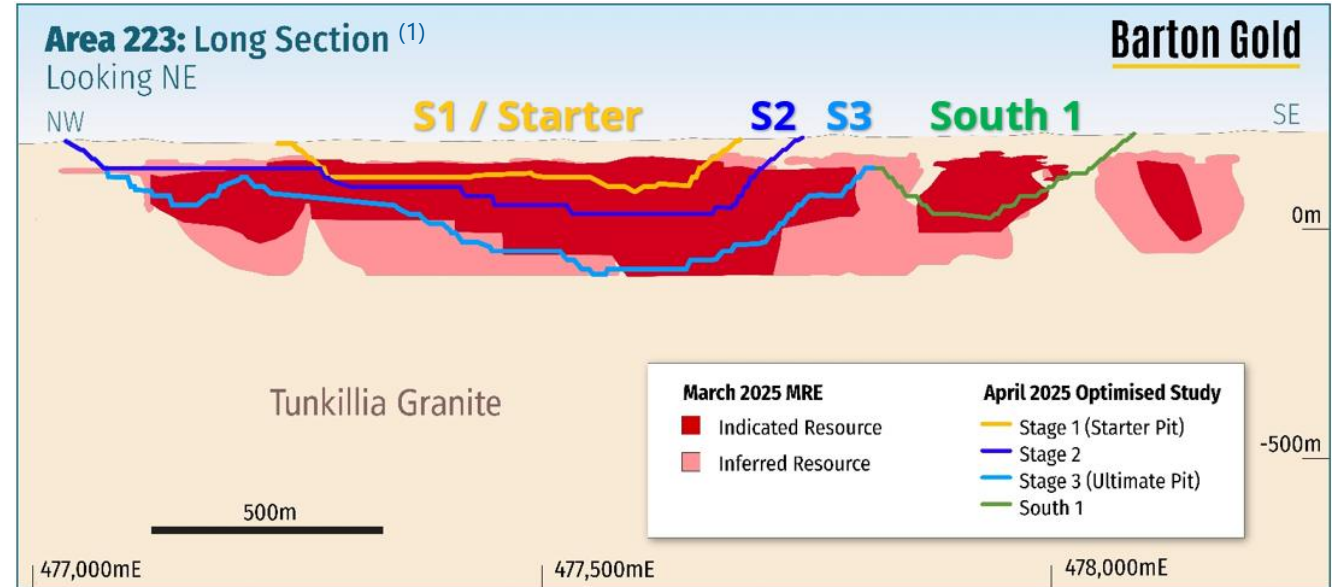 Area 223: Long Section (1)
Barton Gold
Looking NE
NW
S1 / Starter
S2
S3
South 1
SE
0m
Tunkillia Granite
March 2025 MRE
Indicated Resource
Inferred Resource
April 2025 Optimised Study
Stage 1 (Starter Pit)
Stage 2
Stage 3 (Ultimate Pit)
South 1
-500m
500m
477,000mE
477,500mE
478,000mE